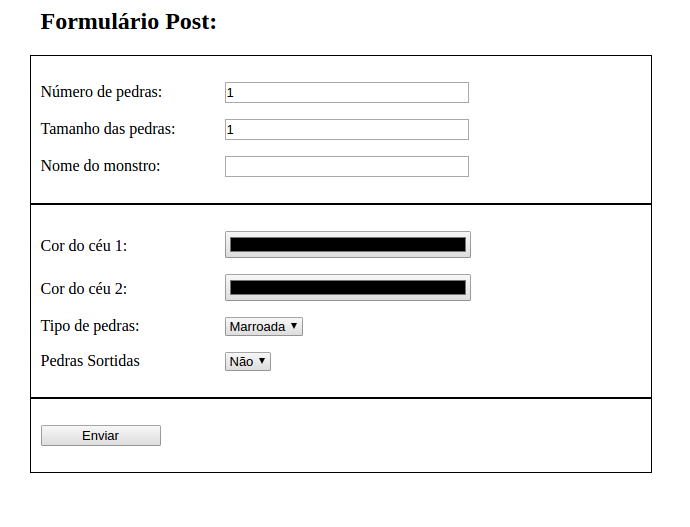 Formulário Post:
Número de pedras: 1
Tamanho das pedras: 1
Nome do monstro:
Cor do céu 1:
Cor do céu 2:
Tipo de pedras: Marroada
Pedras Sortidas Não
Enviar